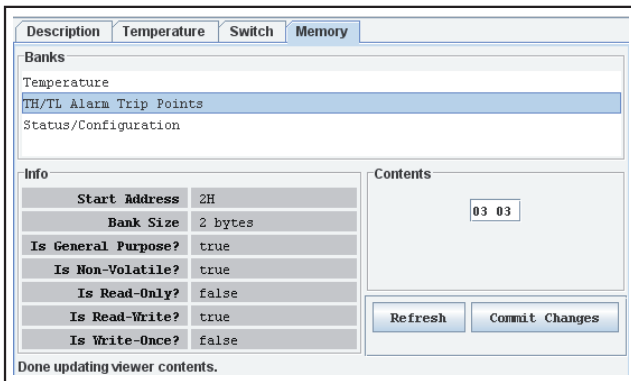 Description Temperature Switch Memory
Banks
Temperature
TH/TL Alarm Trip Points
Status/Configuration
Info
Start Address 2H
Bank Size 2 bytes
Is General Purpose? true
Is Non-Volatile? true
Is Read-Only? false
Is Read-Write? true
Is Write-Once? false
Contents
03 03
Refresh Commit Changes
Done updating viewer contents.